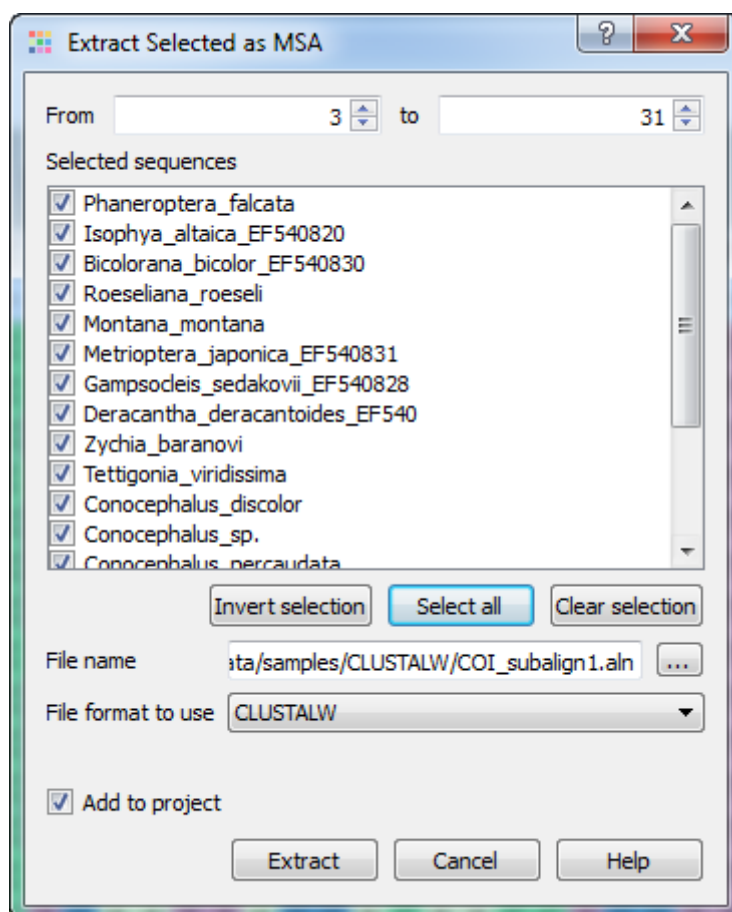 Extract Selected as MSA
From 3 to 31
Selected sequences
Phaneroptera_falcata
Isophya_altaica_EF540820
Bicolorana_bicolor_EF540830
Roeseliana_roeseli
Montana_montana
Metrioptera_japonica_EF540831
Gampsocleis_sedakovii_EF540828
Deracantha_deracantoides_EF540
Zychia_baranovi
Tettigonia_viridissima
Conocephalus_discolor
Conocephalus_sp.
Conocephalus_percaudata
Invert selection Select all Clear selection
File name ata/samples/CLUSTALW/COI_subalign1.aln ...
File format to use CLUSTALW
Add to project
Extract Cancel Help